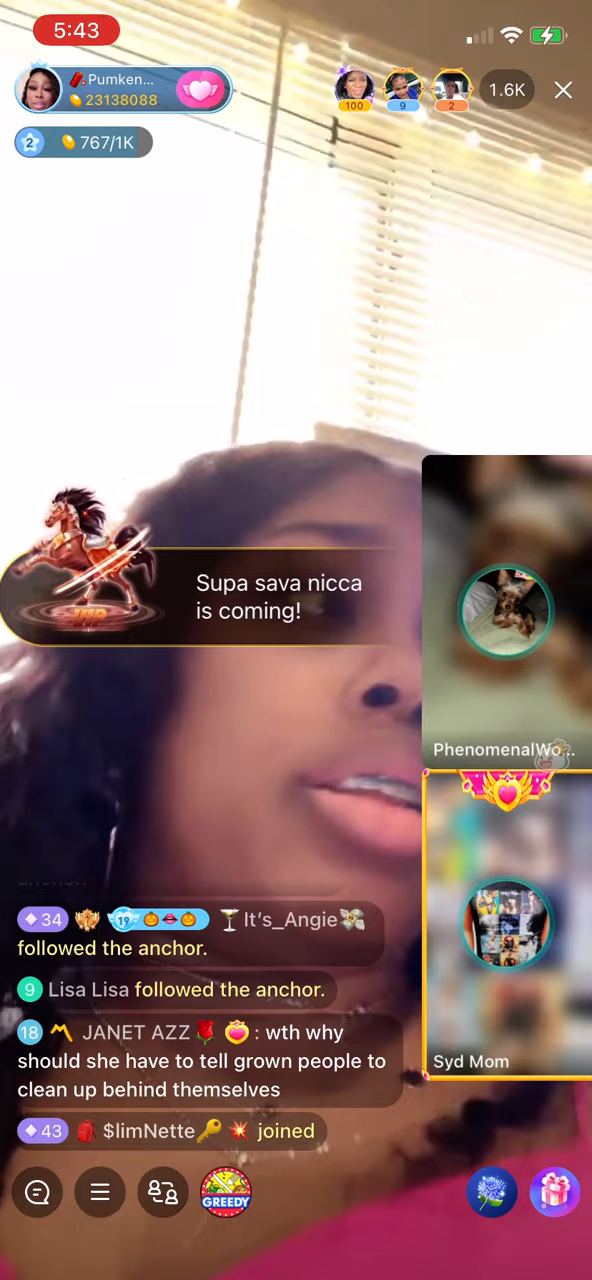 5:43
Pumken...
23138088
100
9
2
1.6K
2
767/1K
Supa sava nicca
is coming!
VIP
PhenomenalWo...
34 19 It's_Angie
followed the anchor.
9 Lisa Lisa followed the anchor.
18 JANET AZZ : wth why
should she have to tell grown people to
clean up behind themselves
43 $limNette joined
Syd Mom
GREEDY